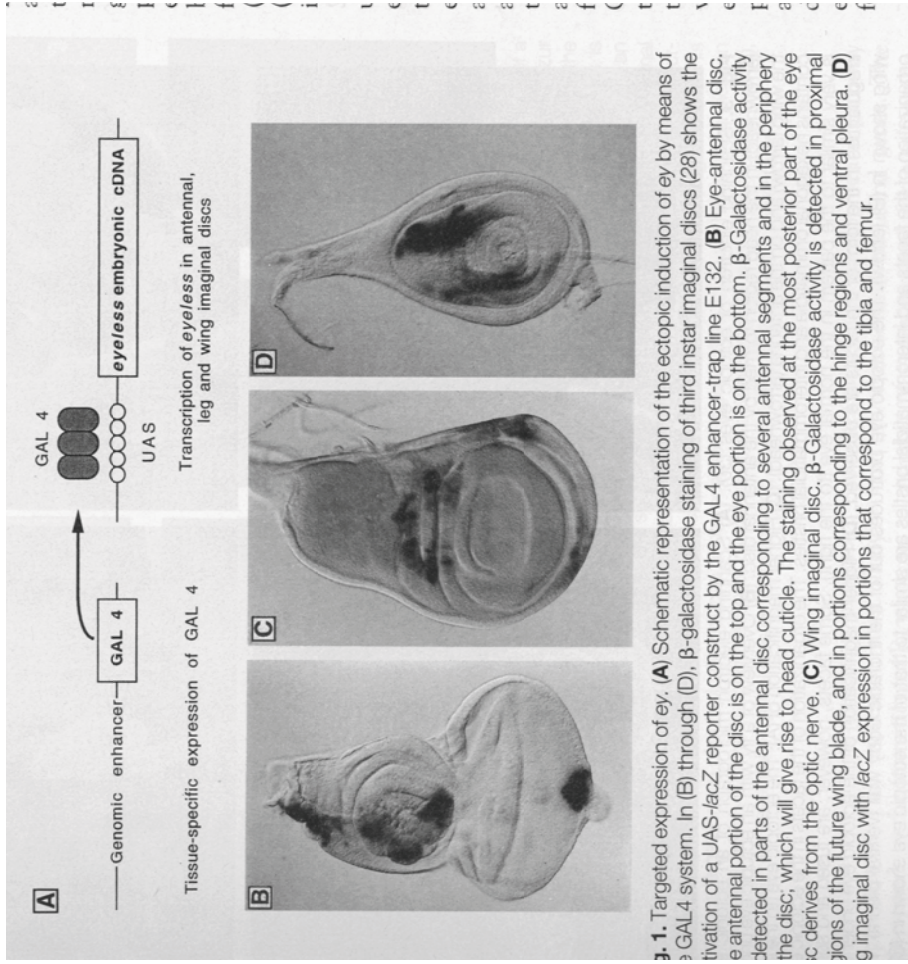 A
Genomic enhancer
GAL 4
GAL 4
UAS
eyeless embryonic cDNA
Tissue-specific expression of GAL 4
Transcription of eyeless in antennal,
leg and wing imaginal discs
B
C
D
g. 1. Targeted expression of ey. (A) Schematic representation of the ectopic induction of ey by means of
e GAL4 system. In (B) through (D), β-galactosidase staining of third instar imaginal discs (28) shows the
tivation of a UAS-lacZ reporter construct by the GAL4 enhancer-trap line E132. (B) Eye-antennal disc.
e antennal portion of the disc is on the top and the eye portion is on the bottom. β-Galactosidase activity
detected in parts of the antennal disc corresponding to several antennal segments and in the periphery
the disc; which will give rise to head cuticle. The staining observed at the most posterior part of the eye
sc derives from the optic nerve. (C) Wing imaginal disc. β-Galactosidase activity is detected in proximal
gions of the future wing blade, and in portions corresponding to the hinge regions and ventral pleura. (D)
g imaginal disc with lacZ expression in portions that correspond to the tibia and femur.